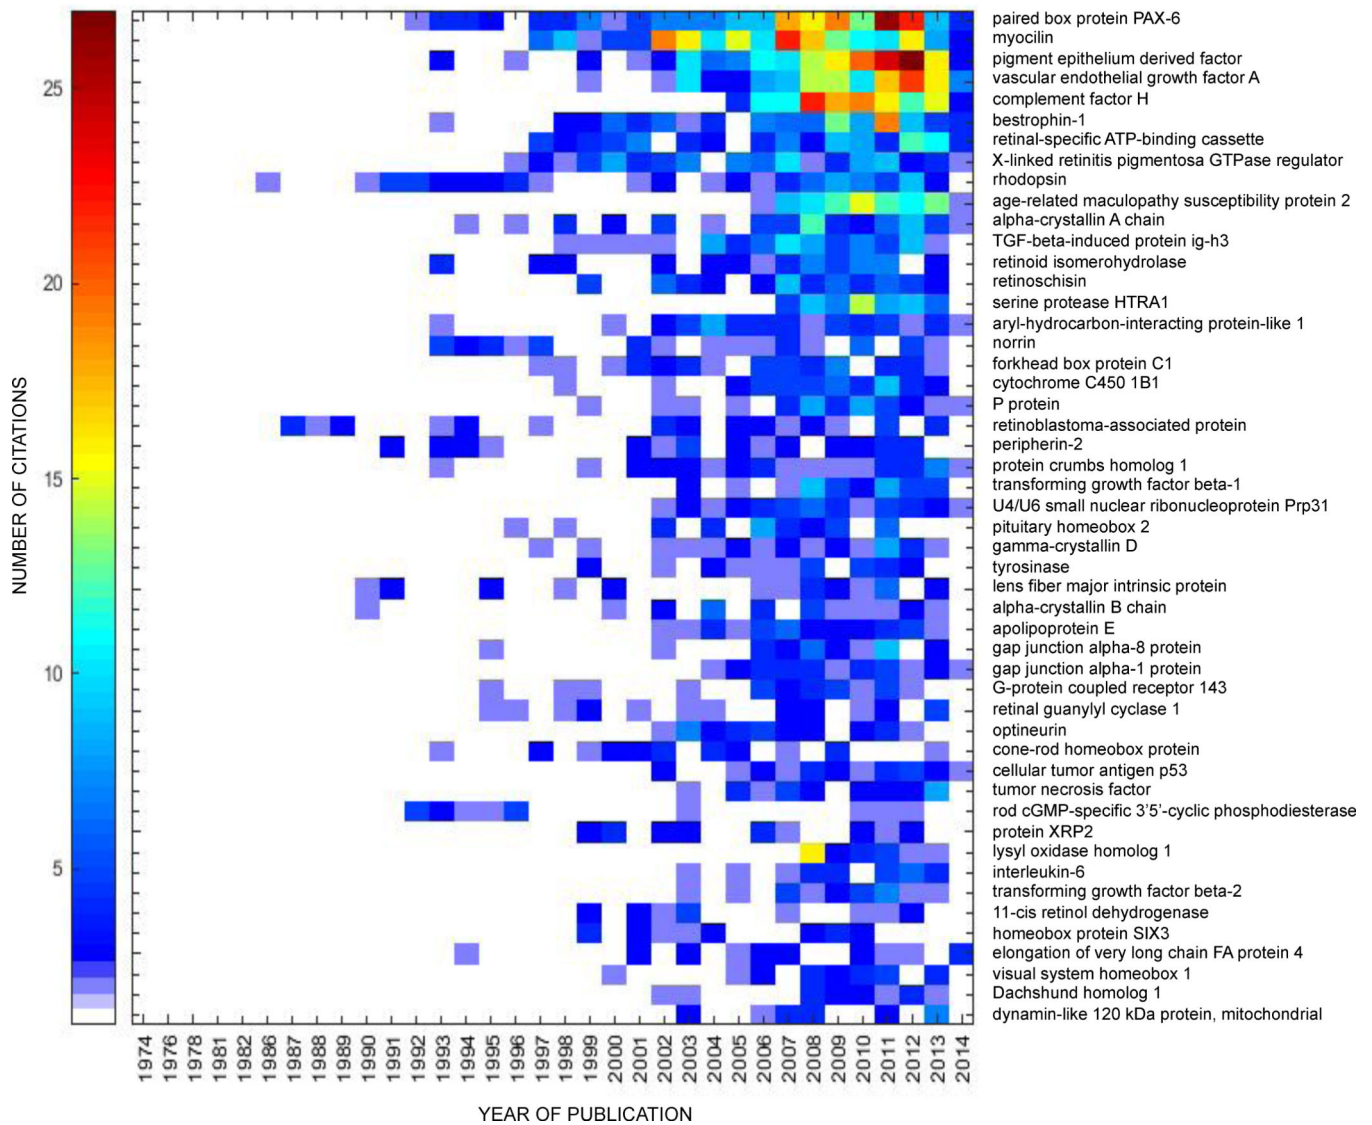 NUMBER OF CITATIONS
25
20
15
10
5
paired box protein PAX-6
myocilin
pigment epithelium derived factor
vascular endothelial growth factor A
complement factor H
bestrophin-1
retinal-specific ATP-binding cassette
X-linked retinitis pigmentosa GTPase regulator
rhodopsin
age-related maculopathy susceptibility protein 2
alpha-crystallin A chain
TGF-beta-induced protein ig-h3
retinoid isomerohydrolase
retinoschisin
serine protease HTRA1
aryl-hydrocarbon-interacting protein-like 1
norrin
forkhead box protein C1
cytochrome C450 1B1
P protein
retinoblastoma-associated protein
peripherin-2
protein crumbs homolog 1
transforming growth factor beta-1
U4/U6 small nuclear ribonucleoprotein Prp31
pituitary homeobox 2
gamma-crystallin D
tyrosinase
lens fiber major intrinsic protein
alpha-crystallin B chain
apolipoprotein E
gap junction alpha-8 protein
gap junction alpha-1 protein
G-protein coupled receptor 143
retinal guanylyl cyclase 1
optineurin
cone-rod homeobox protein
cellular tumor antigen p53
tumor necrosis factor
rod cGMP-specific 3'5'-cyclic phosphodiesterase
protein XRP2
lysyl oxidase homolog 1
interleukin-6
transforming growth factor beta-2
11-cis retinol dehydrogenase
homeobox protein SIX3
elongation of very long chain FA protein 4
visual system homeobox 1
Dachshund homolog 1
dynamin-like 120 kDa protein, mitochondrial
1974 1976 1978 1981 1982 1986 1987 1988 1989 1990 1991 1992 1993 1994 1995 1996 1997 1998 1999 2000 2001 2002 2003 2004 2005 2006 2007 2008 2009 2010 2011 2012 2013 2014
YEAR OF PUBLICATION